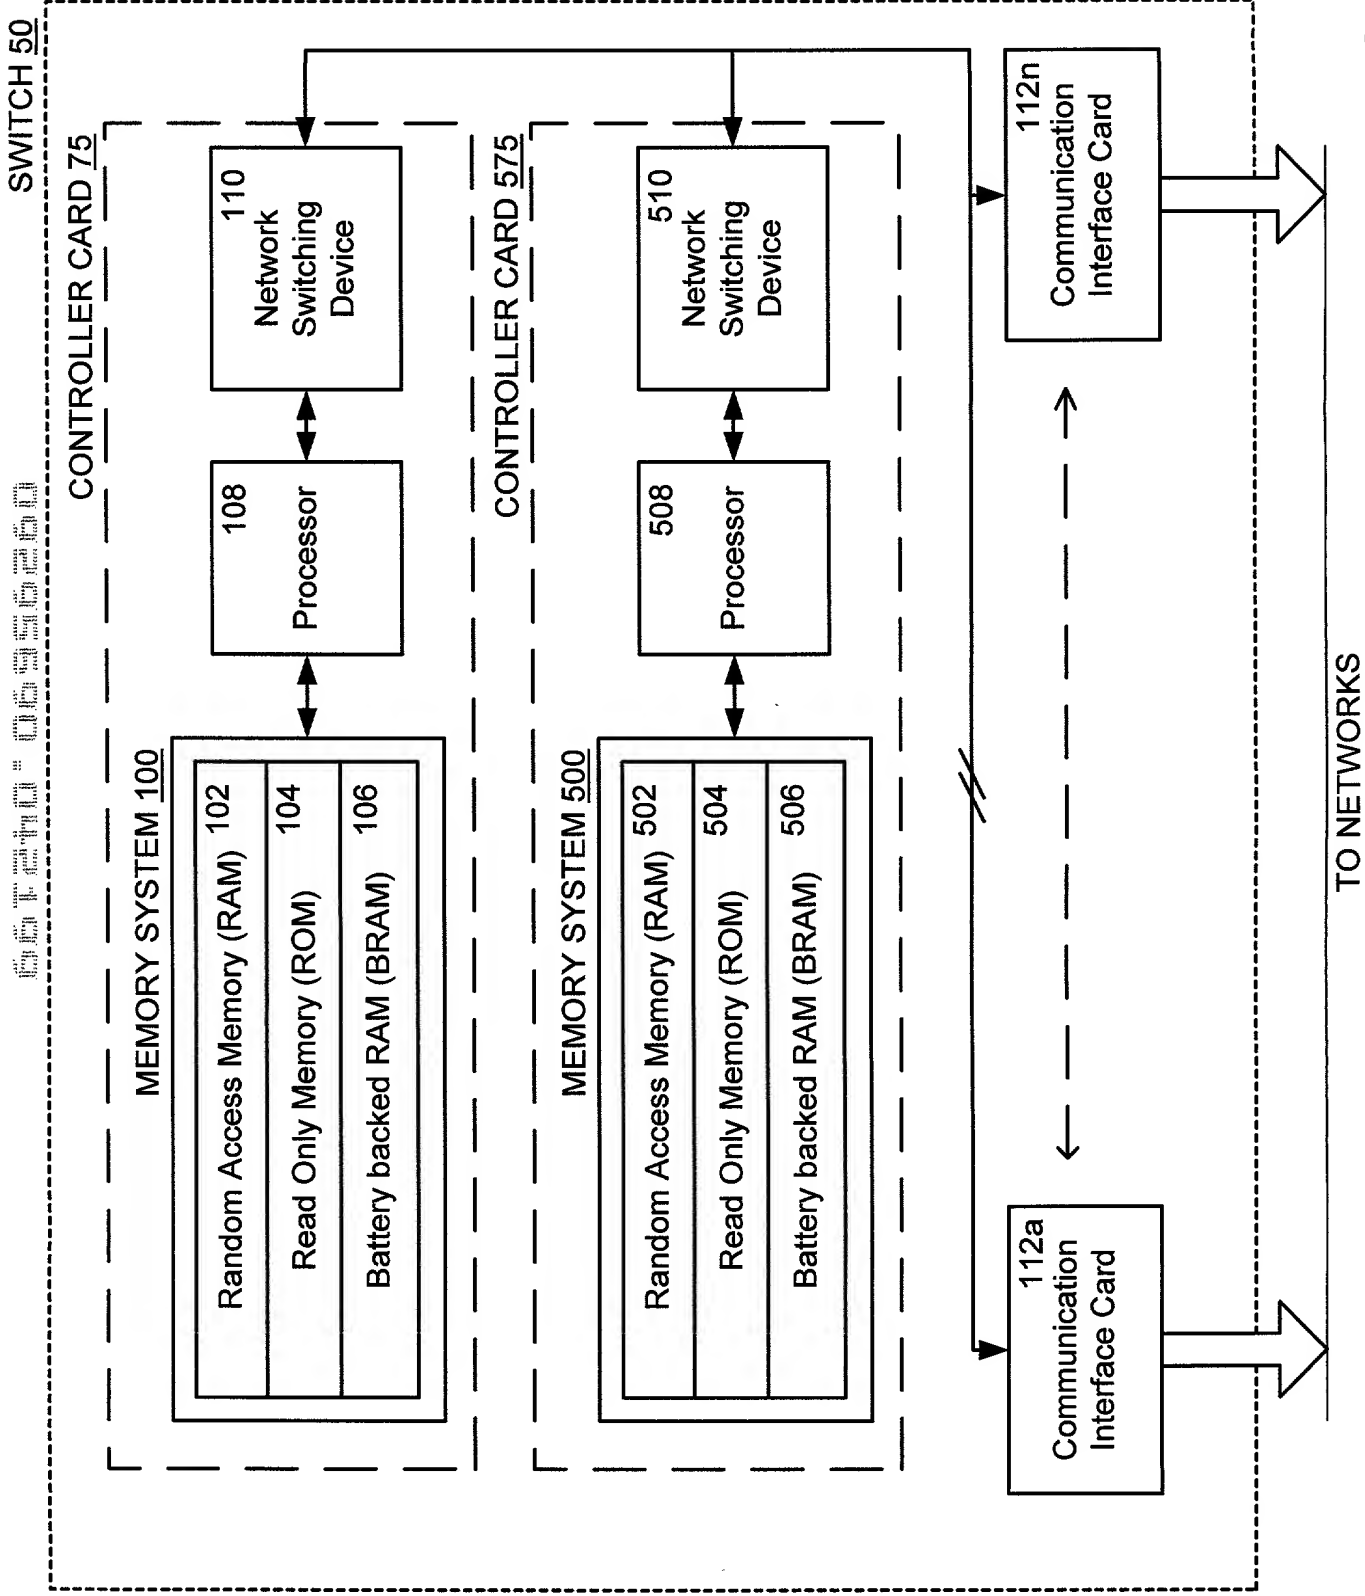 SWITCH 50
CONTROLLER CARD 75
MEMORY SYSTEM 100
Random Access Memory (RAM) 102
Read Only Memory (ROM) 104
Battery backed RAM (BRAM) 106
108
Processor
110
Network
Switching
Device
CONTROLLER CARD 575
MEMORY SYSTEM 500
Random Access Memory (RAM) 502
Read Only Memory (ROM) 504
Battery backed RAM (BRAM) 506
508
Processor
510
Network
Switching
Device
112a
Communication
Interface Card
112n
Communication
Interface Card
TO NETWORKS